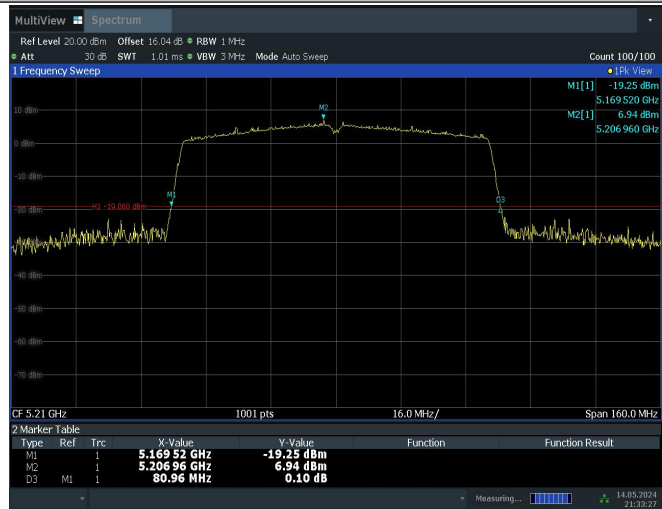 MultiView Spectrum
Ref Level 20.00 dBm Offset 16.04 dB RBW 1 MHz
Att 30 dB SWT 1.01 ms VBW 3 MHz Mode Auto Sweep Count 100/100
1 Frequency Sweep 1Pk View
M1[1] -19.25 dBm
5.169 520 GHz
M2[1] 6.94 dBm
5.206 960 GHz
M2
10 dBm
0 dBm
-10 dBm
M1
D3
H1 -19.060 dBm
-20 dBm
-40 dBm
-50 dBm
-60 dBm
-70 dBm
CF 5.21 GHz 1001 pts 16.0 MHz/ Span 160.0 MHz
2 Marker Table
Type Ref Trc X-Value Y-Value Function Function Result
M1 1 5.169 52 GHz -19.25 dBm
M2 1 5.206 96 GHz 6.94 dBm
D3 M1 1 80.96 MHz 0.10 dB
Measuring... 14.05.2024
21:33:27